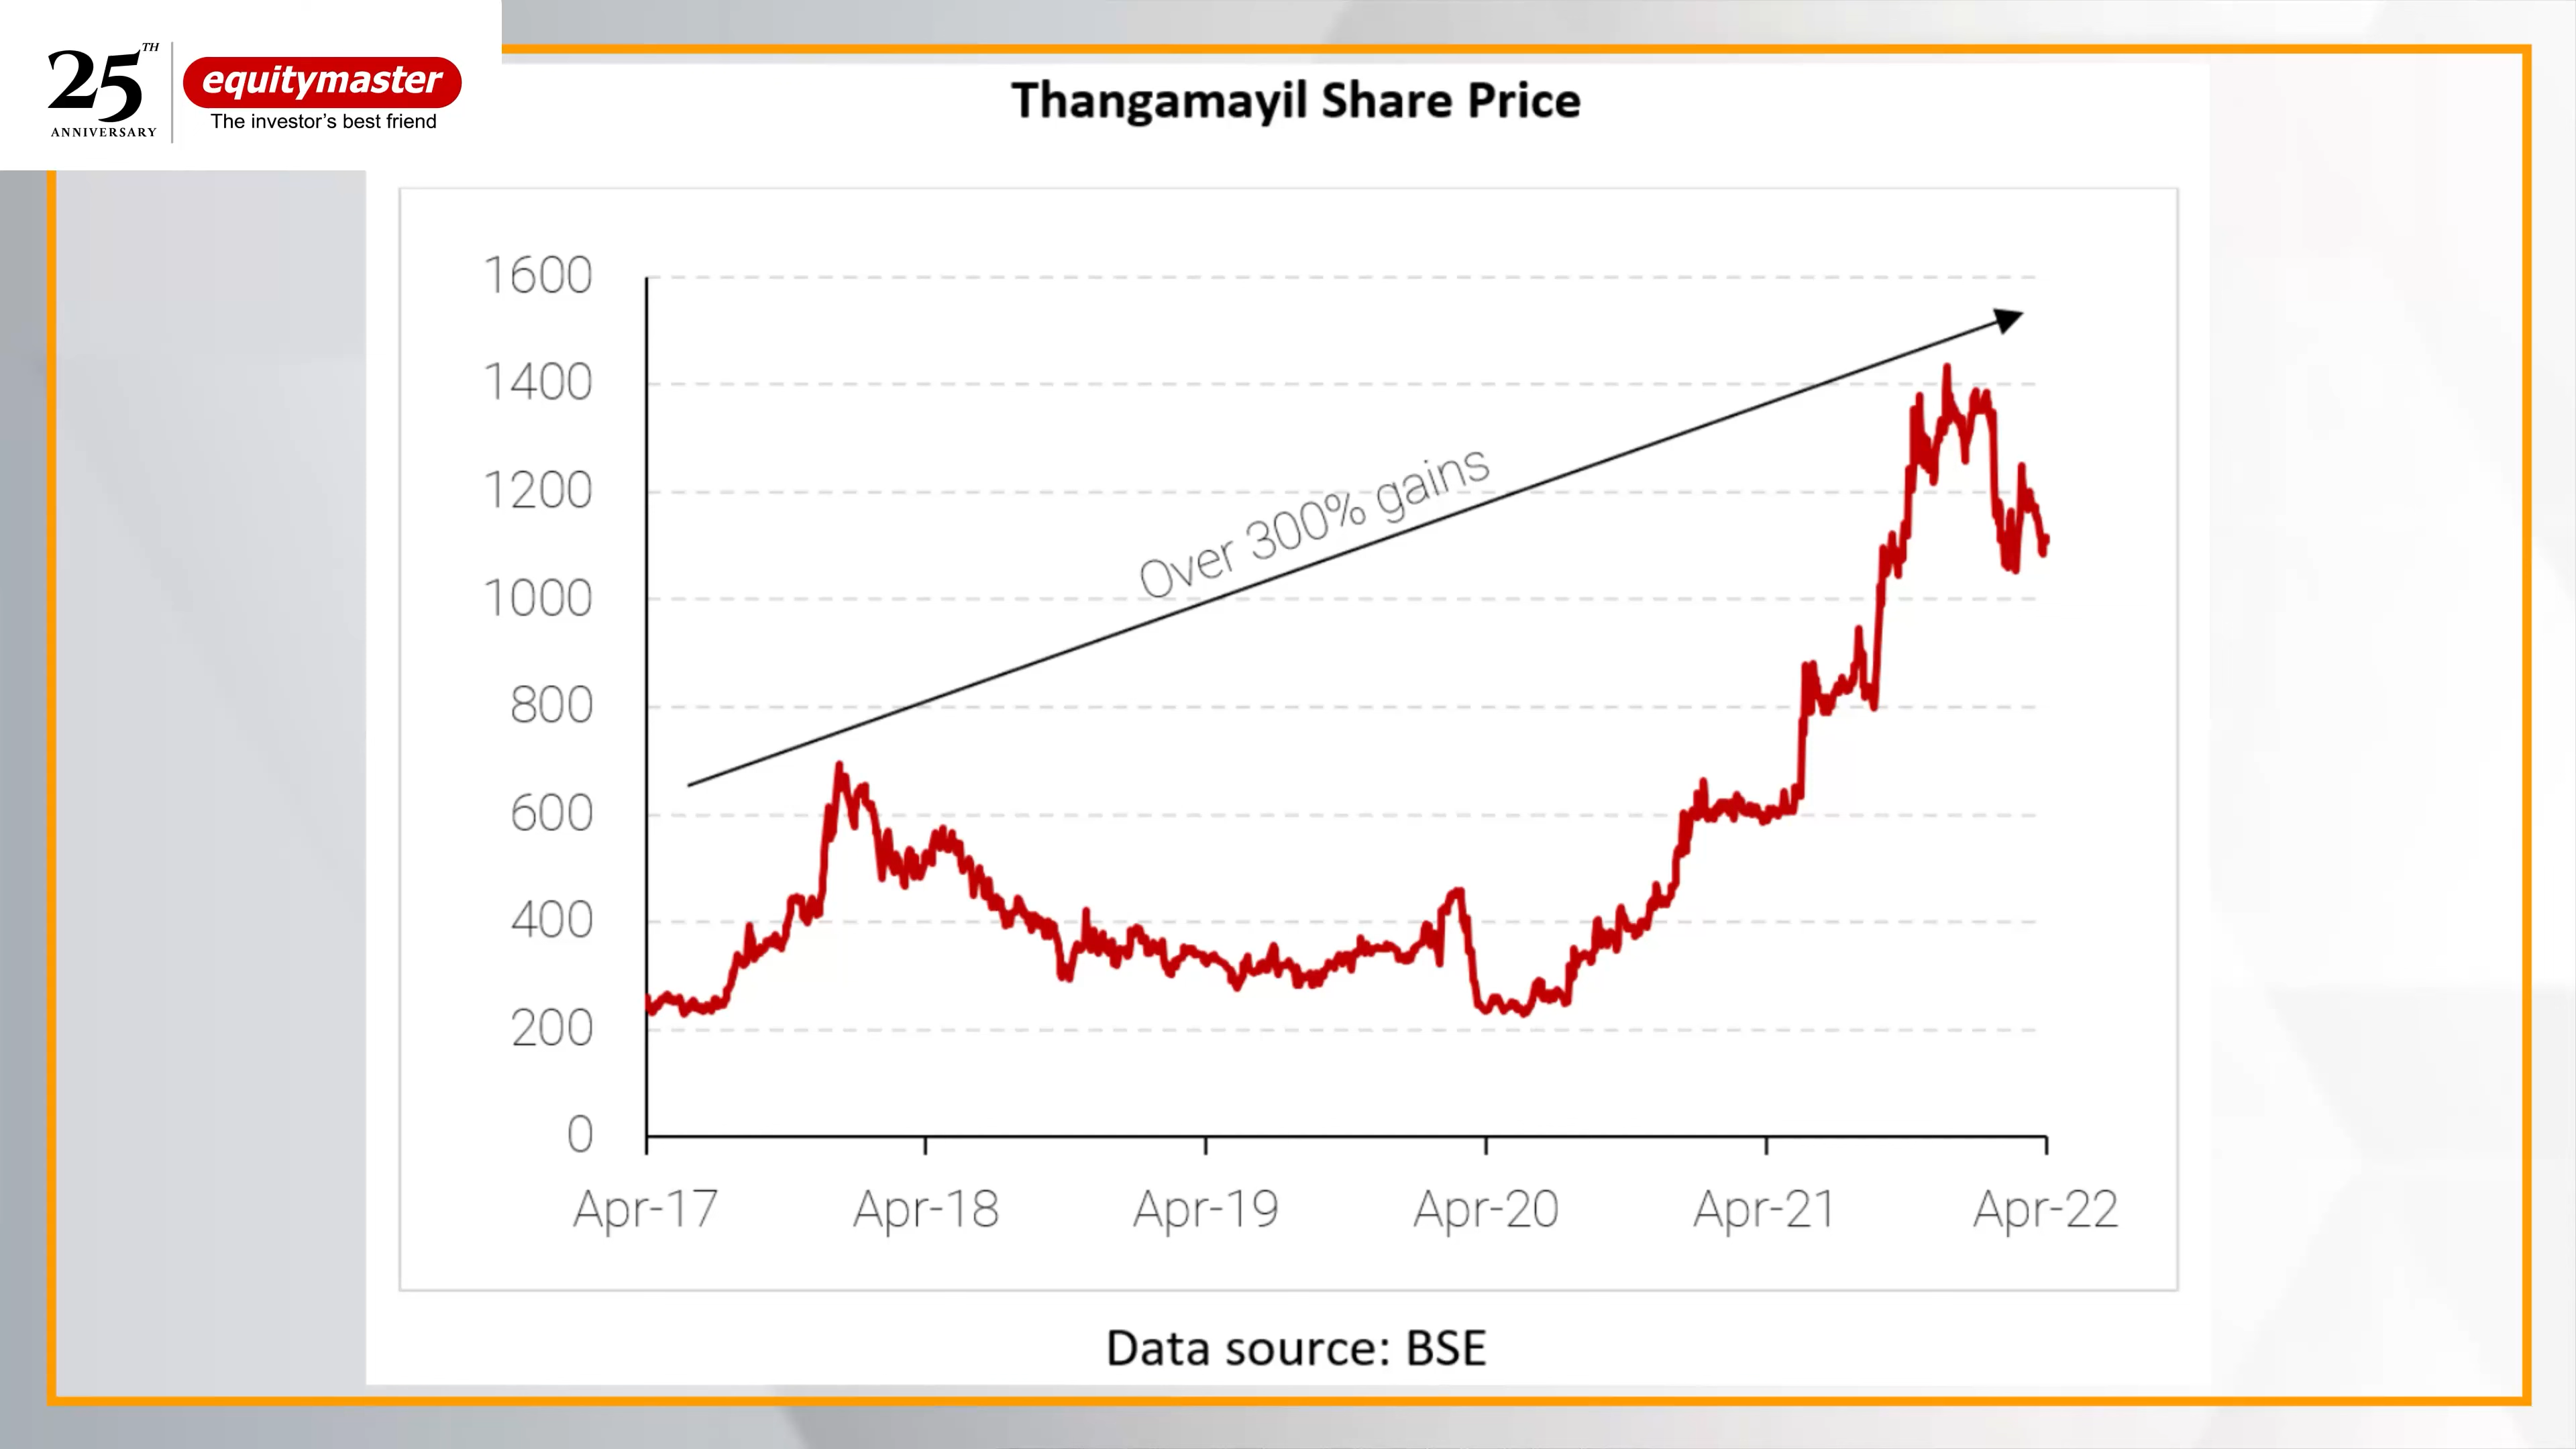 25TH
ANNIVERSARY
equitymaster
The investor's best friend
Thangamayil Share Price
1600
1400
1200
1000
800
600
400
200
0
Over 300% gains
Apr-17 Apr-18 Apr-19 Apr-20 Apr-21 Apr-22
Data source: BSE